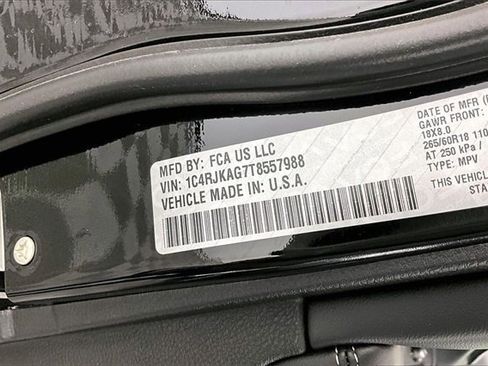 MFD BY: FCA US LLC
VIN: 1C4RJKAG7T8557988
VEHICLE MADE IN U.S.A.
DATE OF MFR
GAWR FRONT:
18X8.0
265/60R18 110
AT 250 kPa /
TYPE: MPV
THIS VEHIC
STA